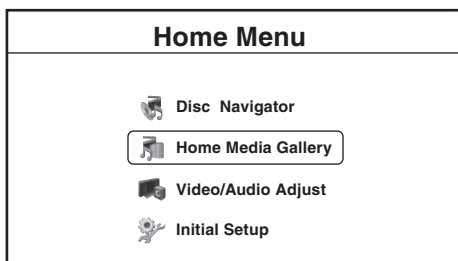 Home Menu
Disc Navigator
Home Media Gallery
Video/Audio Adjust
Initial Setup